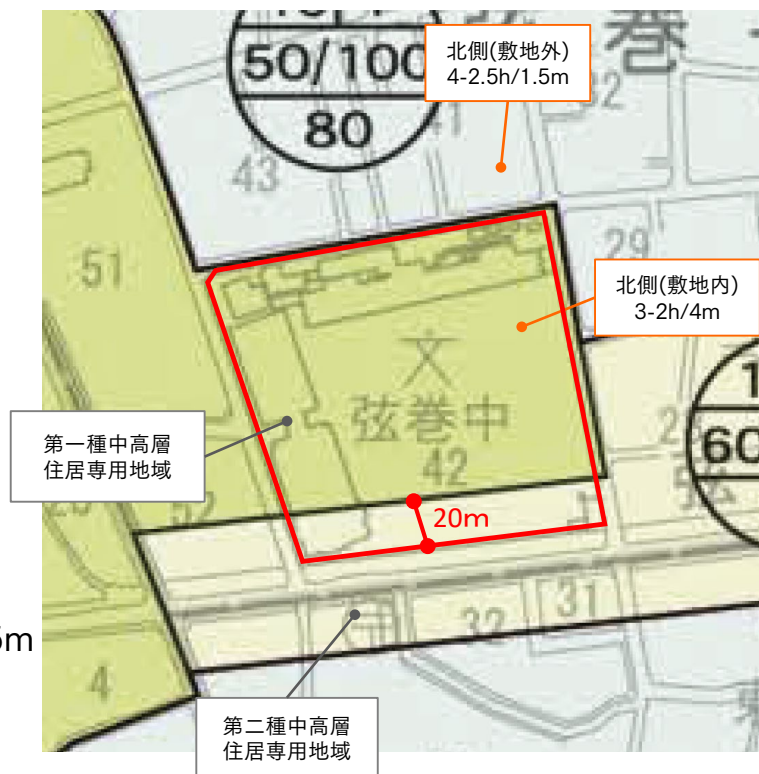 50/100
80
巻
弦
北側(敷地外)
4-2.5h/1.5m
41
43
29
51
北側(敷地内)
3-2h/4m
文
弦巻中
42
第一種中高層
住居専用地域
60
52
20m
m
31
32
4
第二種中高層
住居専用地域